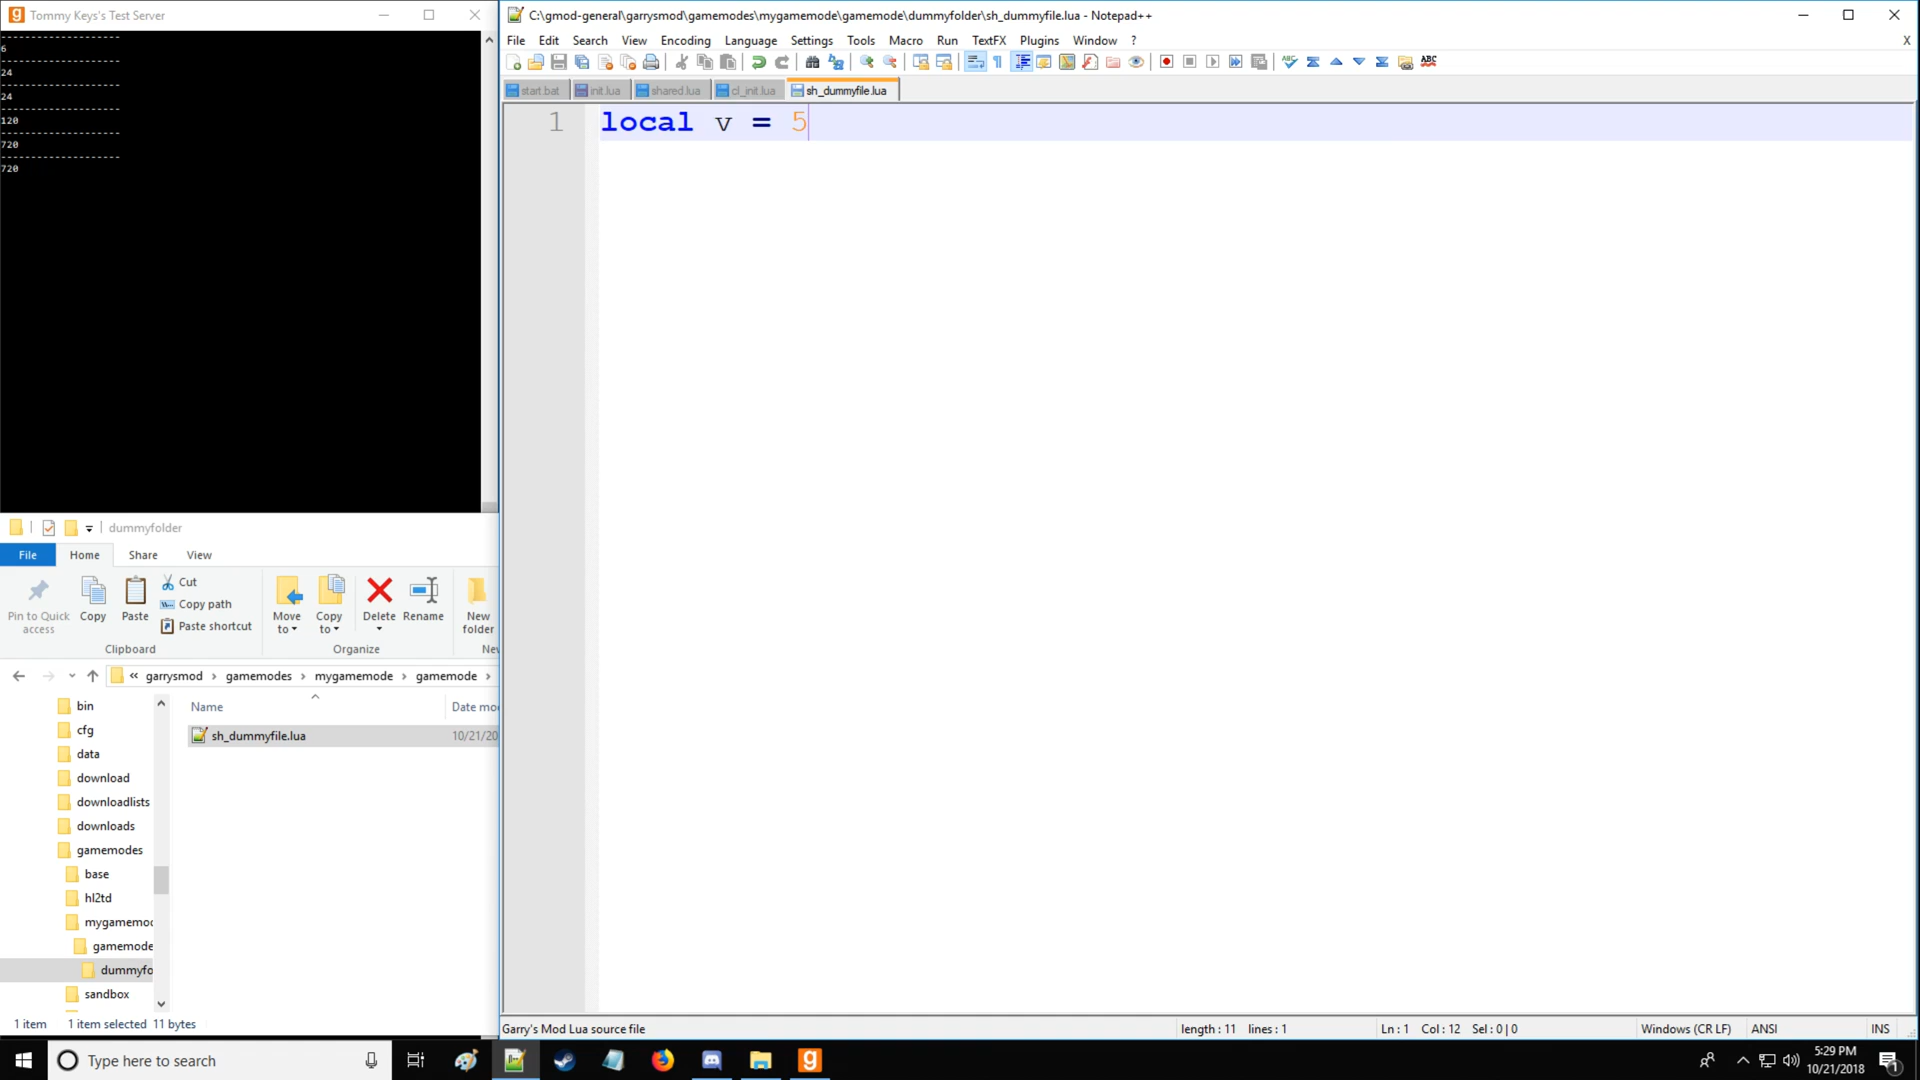 Tommy Keys's Test Server
--------------------
6
--------------------
24
--------------------
24
--------------------
120
--------------------
720
--------------------
720
C:\gmod-general\garrysmod\gamemodes\mygamemode\gamemode\dummyfolder\sh_dummyfile.lua - Notepad++
File Edit Search View Encoding Language Settings Tools Macro Run TextFX Plugins Window ?
X
start.bat init.lua shared.lua cl_init.lua sh_dummyfile.lua
1 local v = 5
dummyfolder
File Home Share View
Pin to Quick access
Copy
Paste
Cut
Copy path
Paste shortcut
Move to
Copy to
Delete
Rename
New folder
Clipboard Organize Nev
« garrysmod > gamemodes > mygamemode > gamemode >
Name Date mo
sh_dummyfile.lua 10/21/20
bin
cfg
data
download
downloadlists
downloads
gamemodes
base
hl2td
mygamemo
gamemode
dummyfo
sandbox
1 item 1 item selected 11 bytes
Garry's Mod Lua source file length : 11 lines : 1 Ln : 1 Col : 12 Sel : 0 | 0 Windows (CR LF) ANSI INS
Type here to search
5:29 PM
10/21/2018
1